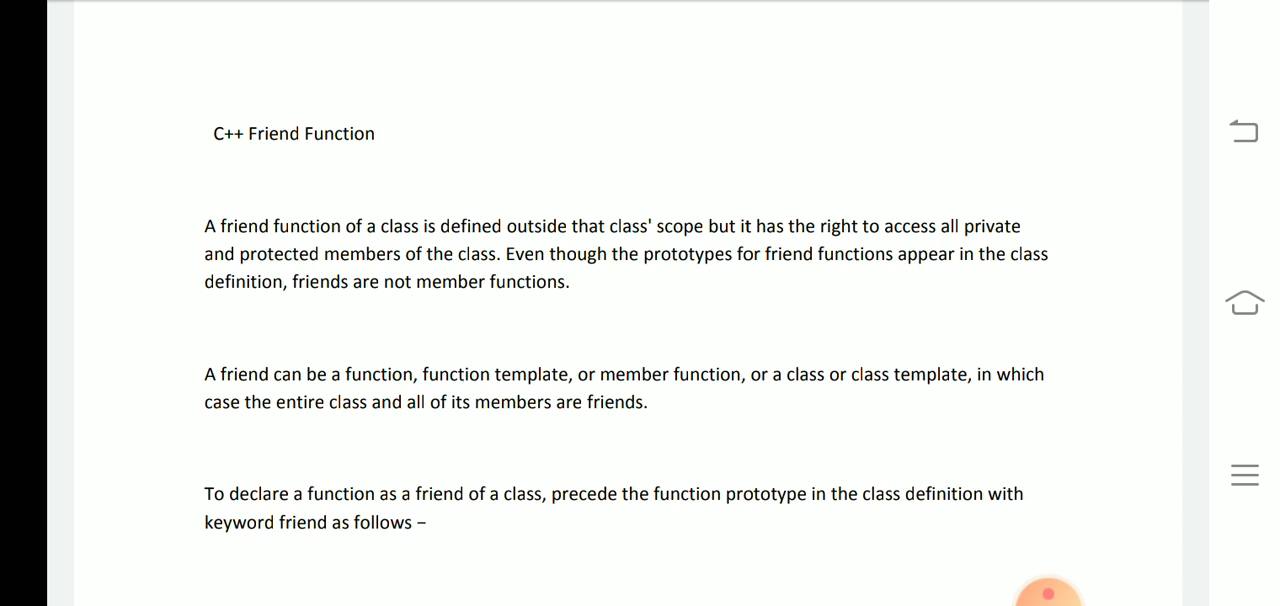 C++ Friend Function
A friend function of a class is defined outside that class' scope but it has the right to access all private
and protected members of the class. Even though the prototypes for friend functions appear in the class
definition, friends are not member functions.
A friend can be a function, function template, or member function, or a class or class template, in which
case the entire class and all of its members are friends.
To declare a function as a friend of a class, precede the function prototype in the class definition with
keyword friend as follows –